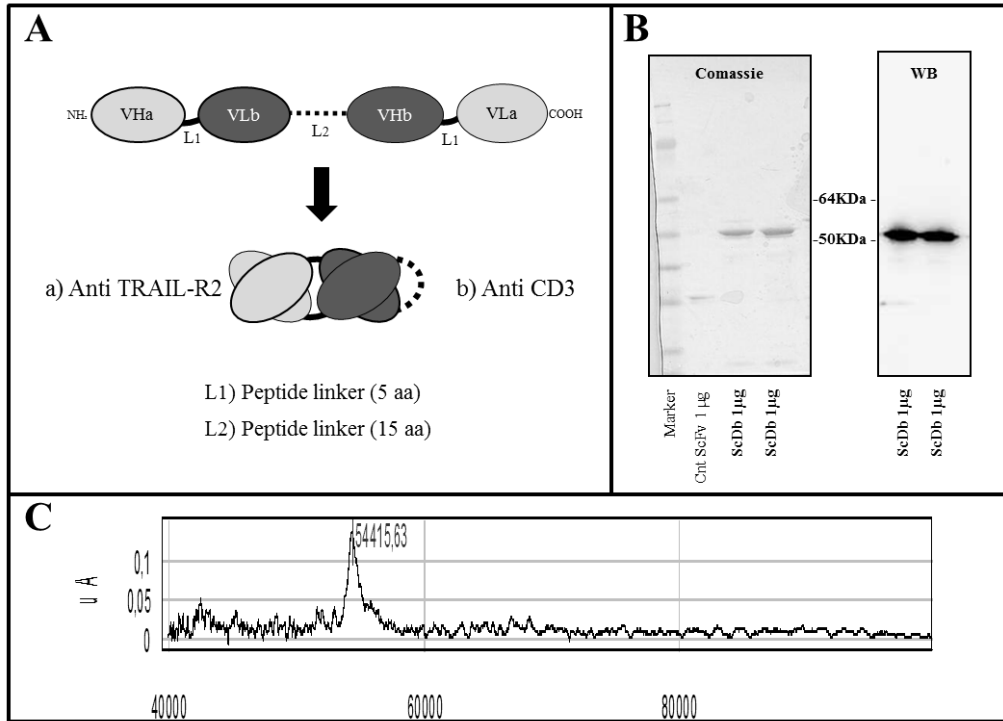 A
NH-
VHa
VLb
VHb
VLa
COOH
L1
L2
L1
a) Anti TRAIL-R2
b) Anti CD3
L1) Peptide linker (5 aa)
L2) Peptide linker (15 aa)
B
Comassie
WB
-64KDa -
-50KDa -
Marker
Cnt ScFv 1 µg
ScDb 1µg
ScDb 1µg
ScDb 1µg
ScDb 1µg
C
54415,63
µ A
0,1
0,05
0
40000
60000
80000